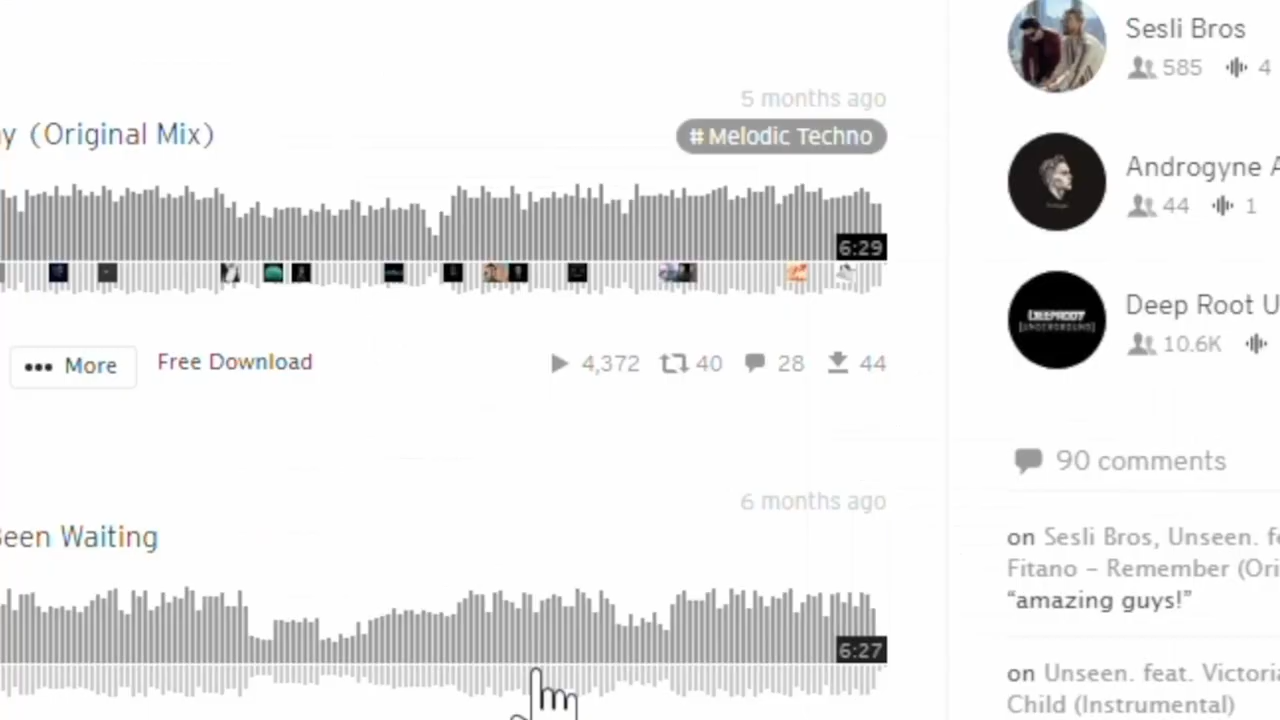 Sesli Bros
585 4
5 months ago
y (Original Mix)
# Melodic Techno
Androgyne A
44 1
6:29
DEEPROOT
[UNDERGROUND]
Deep Root U
10.6K
••• More
Free Download
4,372 40 28 44
90 comments
6 months ago
Been Waiting
on Sesli Bros, Unseen. fe
Fitano – Remember (Ori
“amazing guys!”
6:27
on Unseen. feat. Victoria
Child (Instrumental)